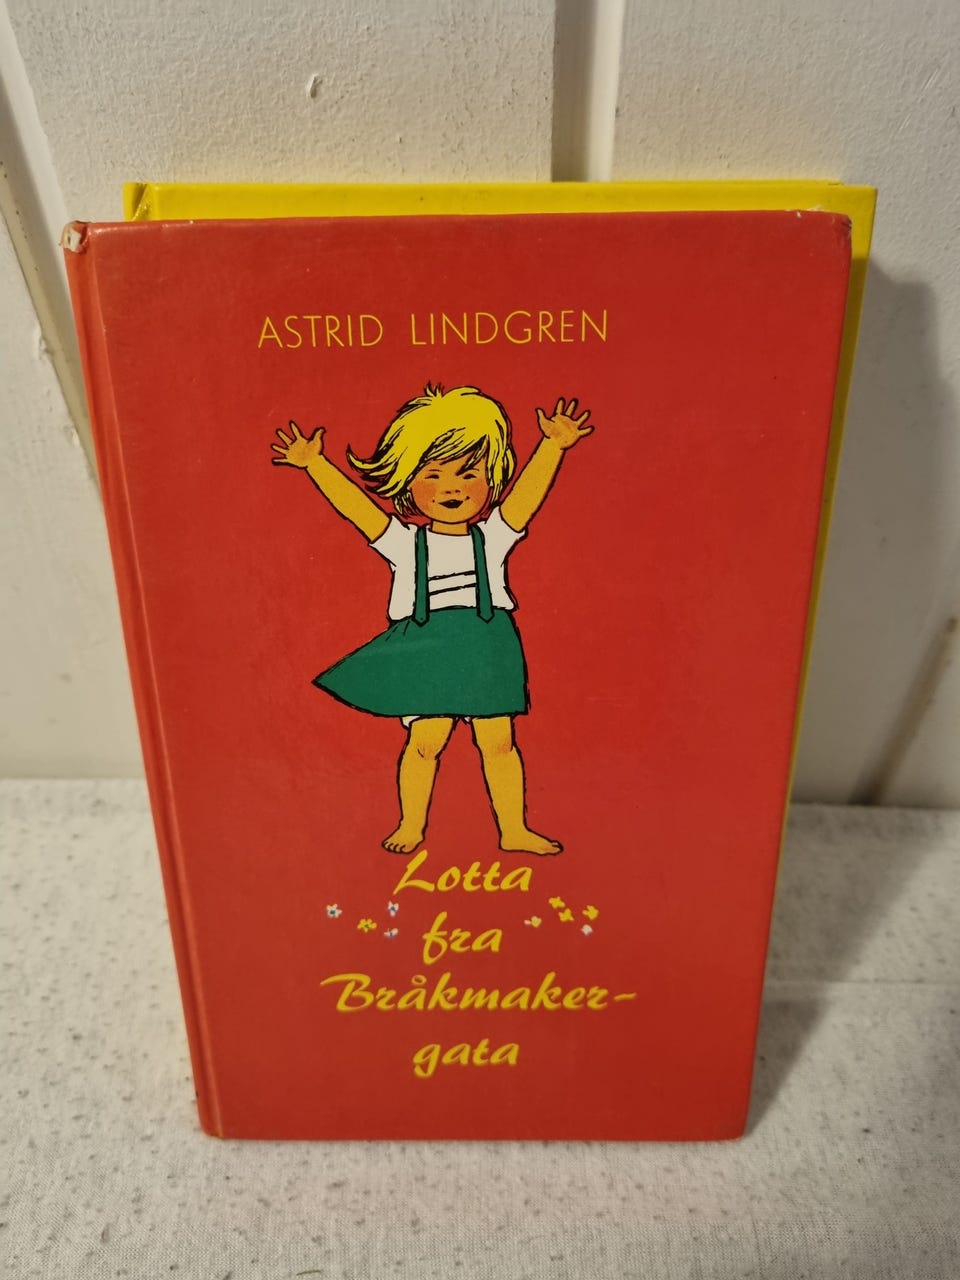 ASTRID LINDGREN
Lotta
fra
Bråkmaker-
gata